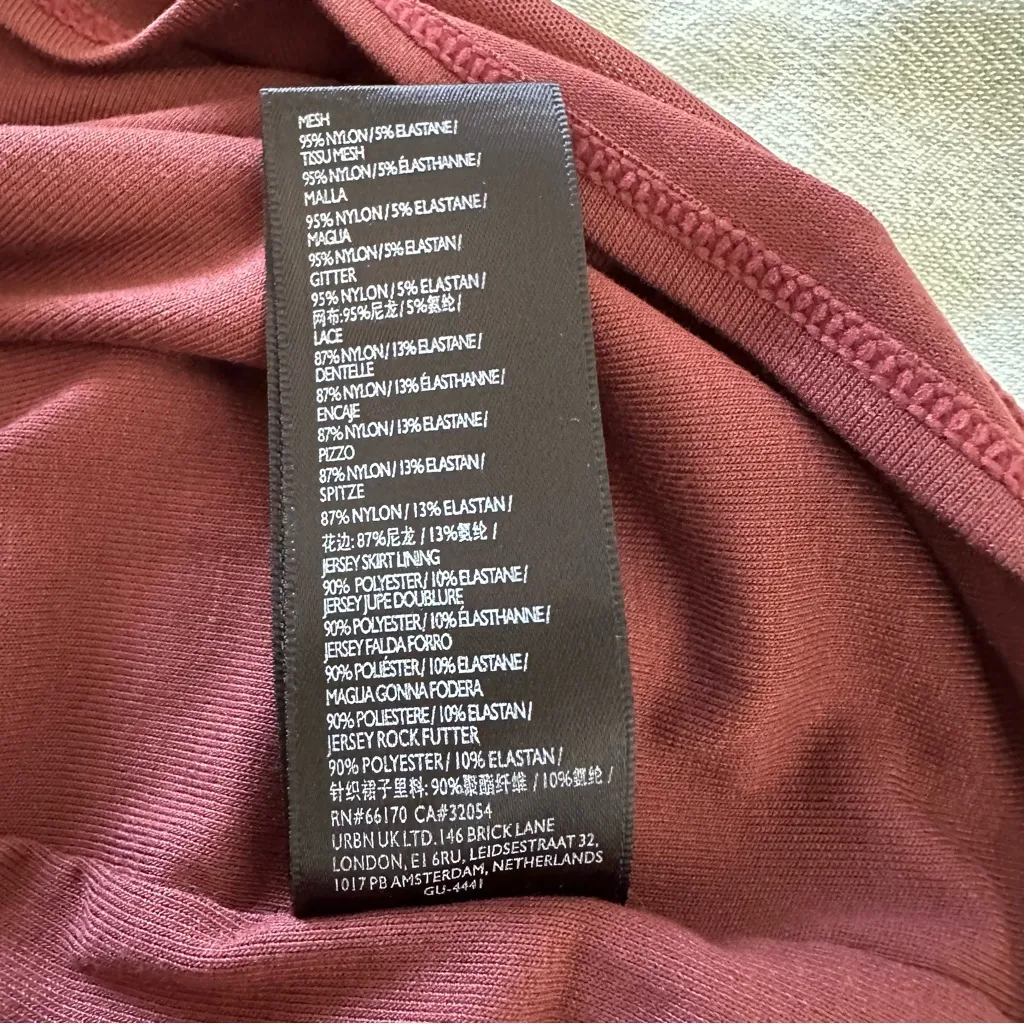 MESH
95% NYLON / 5% ELASTANE /
TISSU MESH
95% NYLON / 5% ÉLASTHANNE /
MALLA
95% NYLON / 5% ELASTANE /
MAGLIA
95% NYLON / 5% ELASTAN /
GITTER
95% NYLON / 5% ELASTAN /
网布:95%尼龙 / 5%氨纶 /
LACE
87% NYLON / 13% ELASTANE /
DENTELLE
87% NYLON / 13% ÉLASTHANNE /
ENCAJE
87% NYLON / 13% ELASTANE /
PIZZO
87% NYLON / 13% ELASTAN /
SPITZE
87% NYLON / 13% ELASTAN /
花边:87%尼龙 / 13%氨纶 /
JERSEY SKIRT LINING
90% POLYESTER / 10% ELASTANE /
JERSEY JUPE DOUBLURE
90% POLYESTER / 10% ÉLASTHANNE /
JERSEY FALDA FORRO
90% POLIÉSTER / 10% ELASTANE /
MAGLIA GONNA FODERA
90% POLIESTERE / 10% ELASTAN /
JERSEY ROCK FUTTER
90% POLYESTER / 10% ELASTAN /
针织裙子里料:90%聚酯纤维 / 10%氨纶 /
RN#66170 CA#32054
URBN UK LTD. 146 BRICK LANE
LONDON, E1 6RU, LEIDSESTRAAT 32,
1017 PB AMSTERDAM, NETHERLANDS
GU-4441